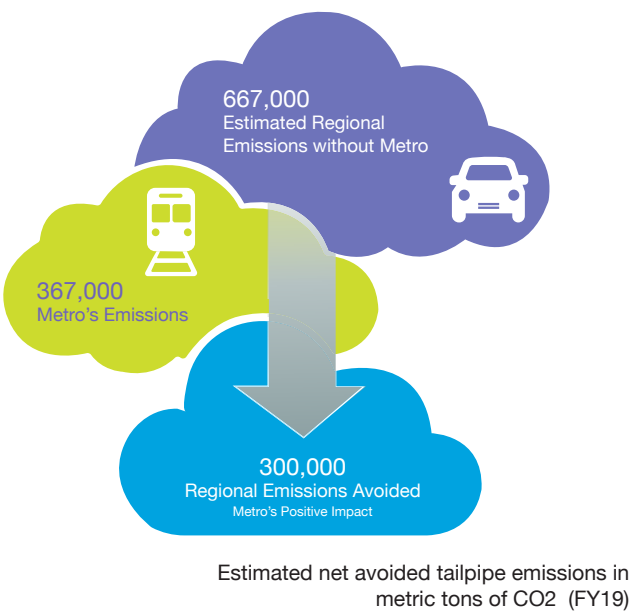 667,000
Estimated Regional
Emissions without Metro
367,000
Metro's Emissions
300,000
Regional Emissions Avoided
Metro's Positive Impact
Estimated net avoided tailpipe emissions in
metric tons of CO2 (FY19)